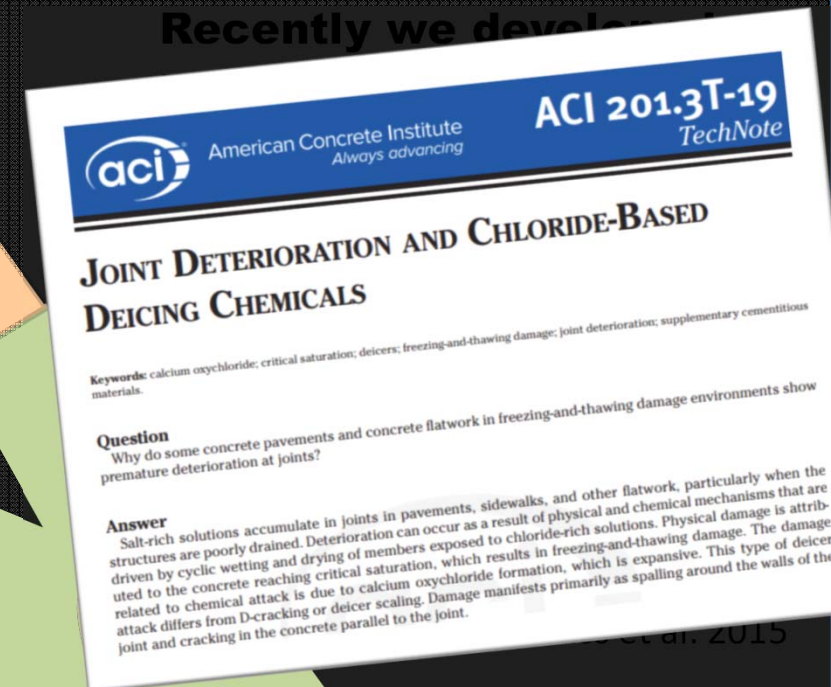 Recently we
aci
American Concrete Institute
Always advancing
ACI 201.3T-19
TechNote
JOINT DETERIORATION AND CHLORIDE-BASED
DEICING CHEMICALS
Keywords: calcium oxychloride; critical saturation; deicers; freezing-and-thawing damage; joint deterioration; supplementary cementitious
materials.
Question
Why do some concrete pavements and concrete flatwork in freezing-and-thawing damage environments show
premature deterioration at joints?
Answer
Salt-rich solutions accumulate in joints in pavements, sidewalks, and other flatwork, particularly when the
structures are poorly drained. Deterioration can occur as a result of physical and chemical mechanisms that are
driven by cyclic wetting and drying of members exposed to chloride-rich solutions. Physical damage is attrib-
uted to the concrete reaching critical saturation, which results in freezing-and-thawing damage. The damage
related to chemical attack is due to calcium oxychloride formation, which is expansive. This type of deicer
attack differs from D-cracking or deicer scaling. Damage manifests primarily as spalling around the walls of the
joint and cracking in the concrete parallel to the joint.
et al. 2015